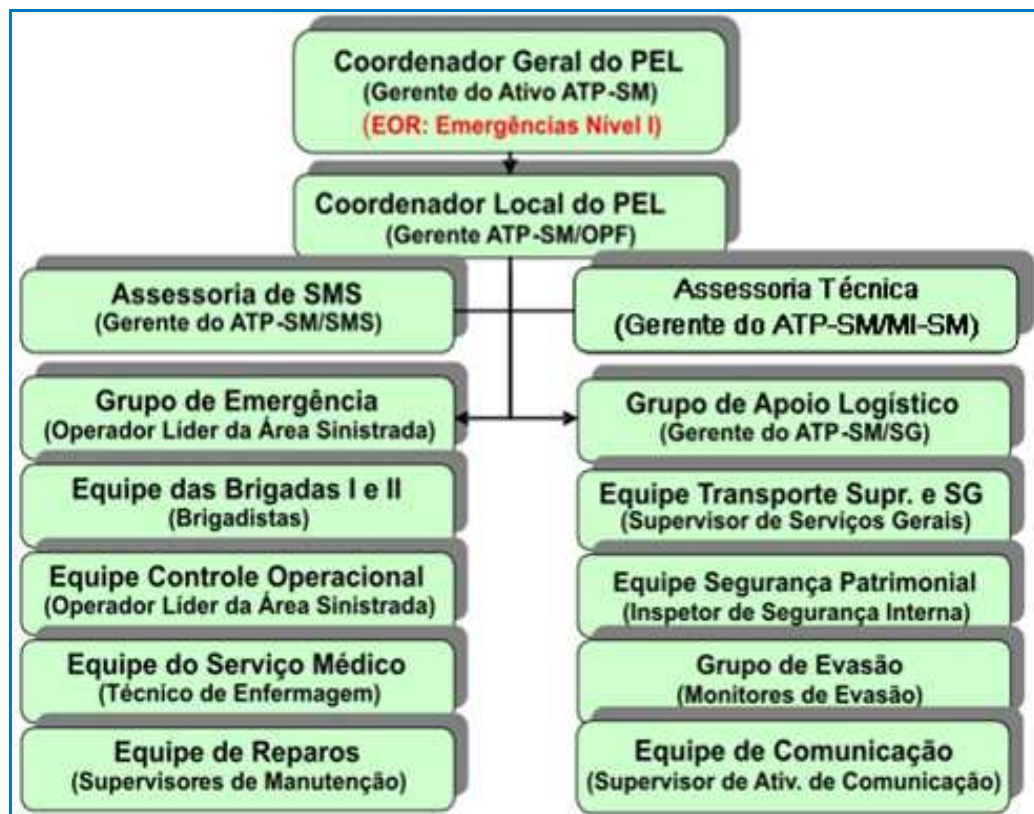 Coordenador Geral do PEL
(Gerente do Ativo ATP-SM)
(EOR: Emergências Nível I)
Coordenador Local do PEL
(Gerente ATP-SM/OPF)
Assessoria de SMS
(Gerente do ATP-SM/SMS)
Assessoria Técnica
(Gerente do ATP-SM/MI-SM)
Grupo de Emergência
(Operador Líder da Área Sinistrada)
Equipe das Brigadas I e II
(Brigadistas)
Equipe Controle Operacional
(Operador Líder da Área Sinistrada)
Equipe do Serviço Médico
(Técnico de Enfermagem)
Equipe de Reparos
(Supervisores de Manutenção)
Grupo de Apoio Logístico
(Gerente do ATP-SM/SG)
Equipe Transporte Supr. e SG
(Supervisor de Serviços Gerais)
Equipe Segurança Patrimonial
(Inspetor de Segurança Interna)
Grupo de Evasão
(Monitores de Evasão)
Equipe de Comunicação
(Supervisor de Ativ. de Comunicação)